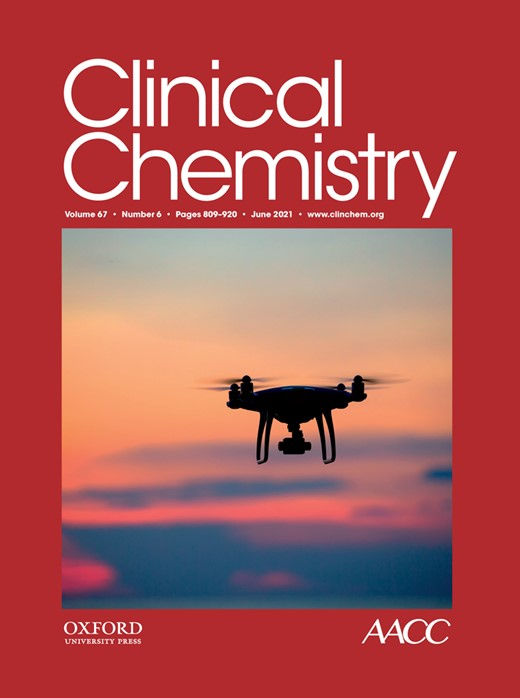 Clinical
Chemistry
Volume 67 • Number 6 • Pages 809–920 • June 2021 • www.clinchem.org
OXFORD
UNIVERSITY PRESS
AACC